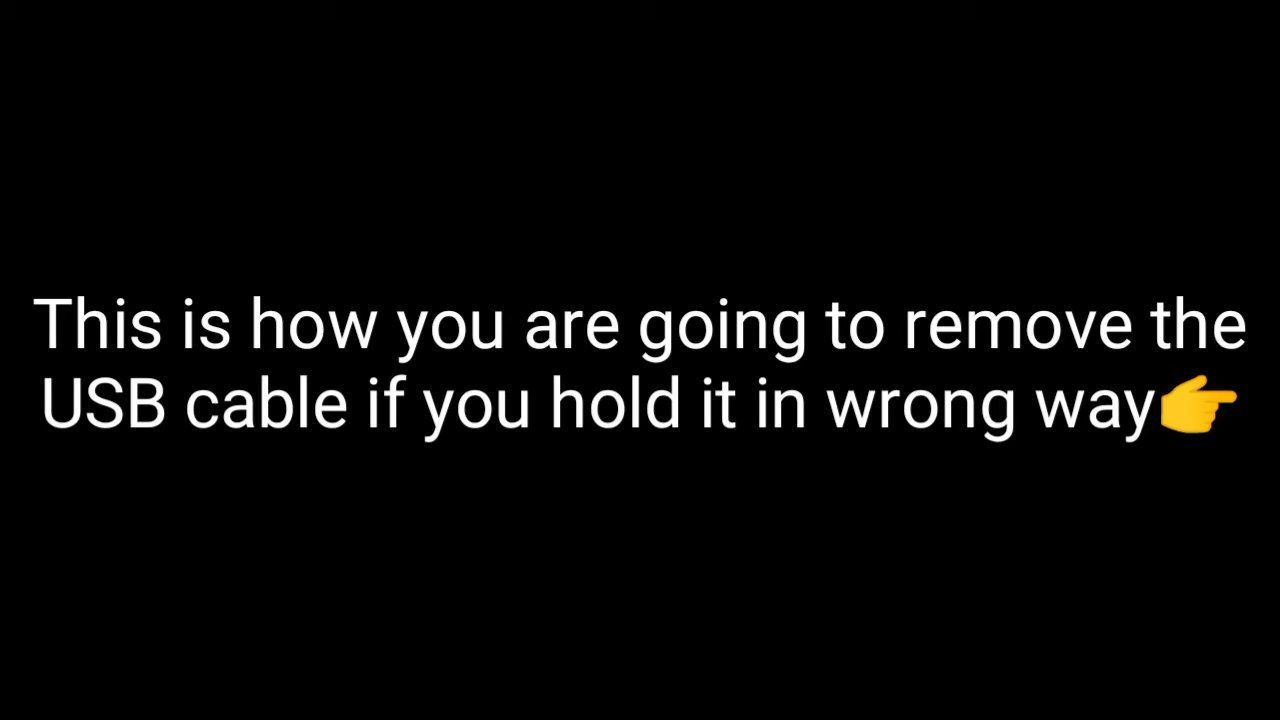 This is how you are going to remove the
USB cable if you hold it in wrong way👉